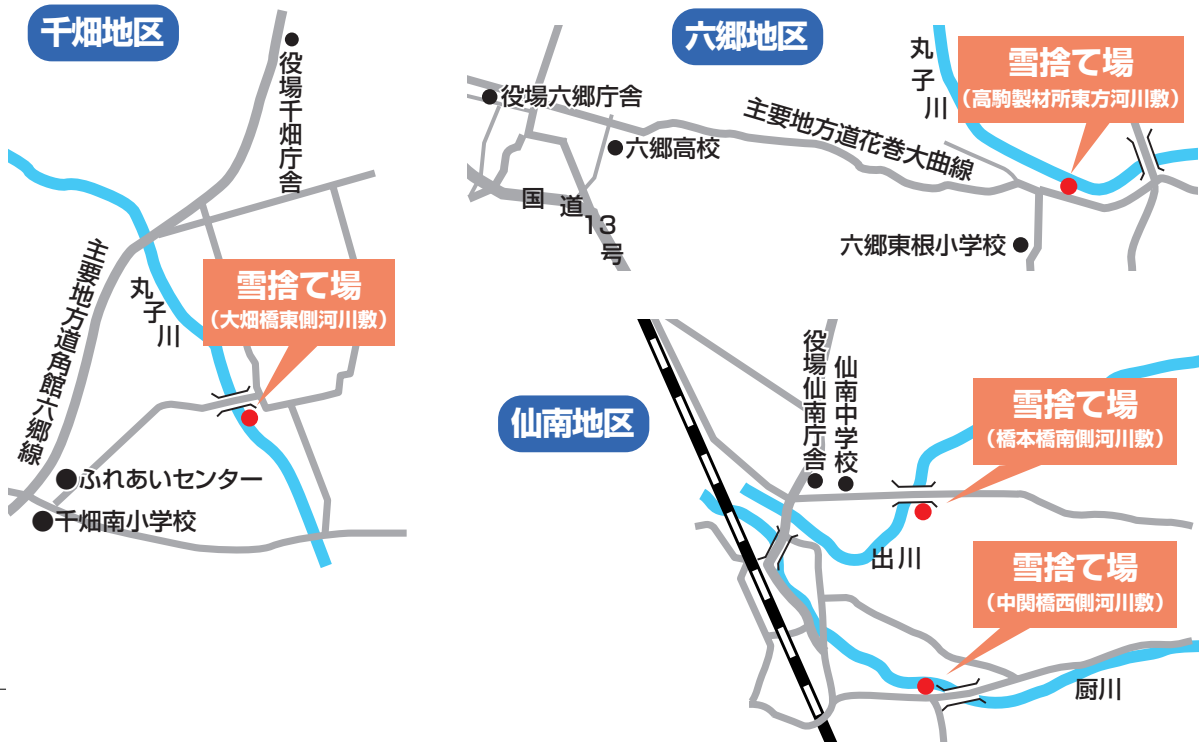 千畑地区
役場千畑庁舎
主要地方道角館六郷線
丸子川
雪捨て場
（大畑橋東側河川敷）
ふれあいセンター
千畑南小学校
六郷地区
役場六郷庁舎
六郷高校
国道13号
主要地方道花巻大曲線
丸子川
雪捨て場
（高駒製材所東方河川敷）
六郷東根小学校
仙南地区
役場仙南庁舎
仙南中学校
雪捨て場
（橋本橋南側河川敷）
出川
雪捨て場
（中関橋西側河川敷）
厨川